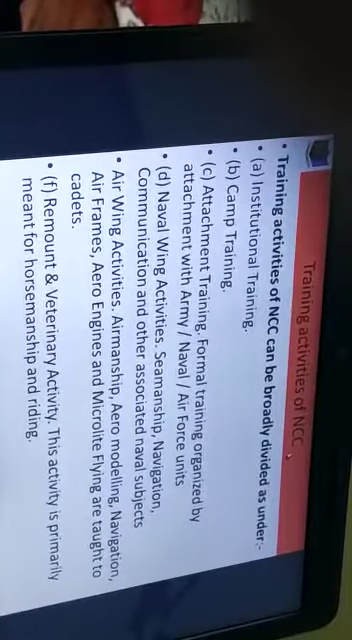 Training activities of NCC
• Training activities of NCC can be broadly divided as under:-
• (a) Institutional Training.
• (b) Camp Training.
• (c) Attachment Training. Formal training organized by
attachment with Army / Naval / Air Force units
• (d) Naval Wing Activities. Seamanship, Navigation,
Communication and other associated naval subjects
• Air Wing Activities. Airmanship, Aero modelling, Navigation,
Air Frames, Aero Engines and Microlite Flying are taught to
cadets.
• (f) Remount & Veterinary Activity. This activity is primarily
meant for horsemanship and riding.